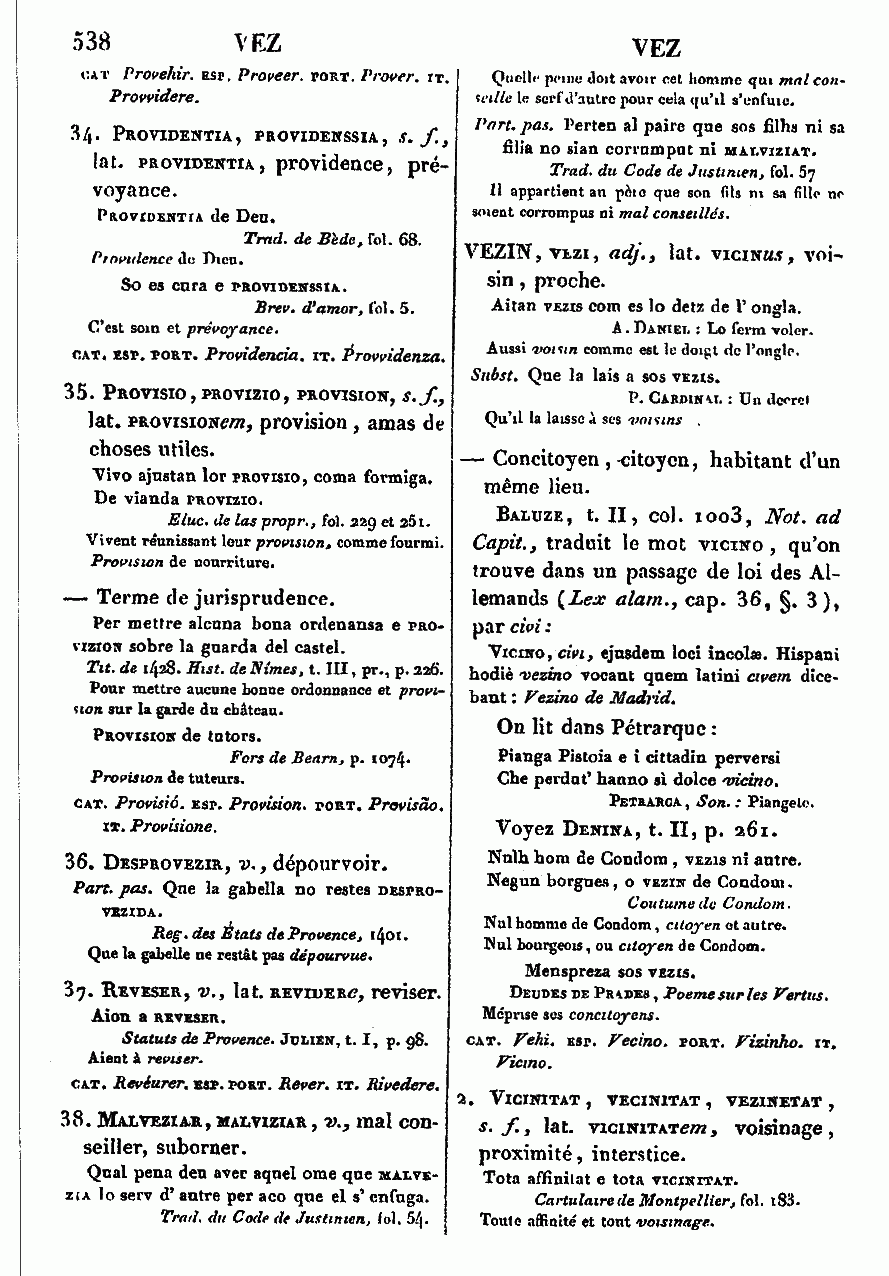 538 VEZ
CAT Provehir. ESP. Proveer. PORT. Prover. IT.
Provvidere.
34. PROVIDENTIA, PROVIDENSSIA, s. f.,
lat. PROVIDENTIA, providence, pré-
voyance.
PROVIDENTIA de Deu.
Trad. de Bède, fol. 68.
Providence de Dieu.
So es cura e PROVIDENSSIA.
Brev. d'amor, fol. 5.
C'est soin et prévoyance.
CAT. ESP. PORT. Providencia. IT. Provvidenza.
35. PROVISIO, PROVIZIO, PROVISION, s. f.,
lat. PROVISIONem, provision, amas de
choses utiles.
Vivo ajustan lor PROVISIO, coma formiga.
De vianda PROVIZIO.
Eluc. de las propr., fol. 229 et 251.
Vivent réunissant leur provision, comme fourmi.
Provision de nourriture.
— Terme de jurisprudence.
Per mettre alcuna bona ordenansa e PRO-
VIZION sobre la guarda del castel.
Tit. de 1428. Hist. de Nîmes, t. III, pr., p. 226.
Pour mettre aucune bonne ordonnance et provi-
sion sur la garde du château.
PROVISION de tutors.
Fors de Bearn, p. 1074.
Provision de tuteurs.
CAT. Provisió. ESP. Provision. PORT. Provisão.
IT. Provisione.
36. DESPROVEZIR, v., dépourvoir.
Part. pas. Que la gabella no restes DESPRO-
VEZIDA.
Reg. des États de Provence, 1401.
Que la gabelle ne restât pas dépourvue.
37. REVESER, v., lat. REVIDERe, reviser.
Aion a REVESER.
Statuts de Provence. JULIEN, t. I, p. 98.
Aient à reviser.
CAT. Revéurer. ESP. PORT. Rever. IT. Rivedere.
38. MALVEZIAR, MALVIZIAR, v., mal con-
seiller, suborner.
Qual pena deu aver aquel ome que MALVE-
ZIA lo serv d'autre per aco que el s'enfuga.
Trad. du Code de Justinien, fol. 54.
VEZ
Quelle peine doit avoir cet homme qui mal con-
seille le serf d'autre pour cela qu'il s'enfuie.
Part. pas. Perten al paire que sos filhs ni sa
filia no sian corrumput ni MALVIZIAT.
Trad. du Code de Justinien, fol. 57
Il appartient au père que son fils ni sa fille ne
soient corrompus ni mal conseillés.
VEZIN, VEZI, adj., lat. VICINus, voi-
sin, proche.
Aitan VEZIS com es lo detz de l'ongla.
A. DANIEL : Lo ferm voler.
Aussi voisin comme est le doigt de l'ongle.
Subst. Que la lais a sos VEZIS.
P. CARDINAL : Un decret
Qu'il la laisse à ses voisins .
— Concitoyen, citoyen, habitant d'un
même lieu.
BALUZE, t. II, col. 1003, Not. ad
Capit., traduit le mot VICINO, qu'on
trouve dans un passage de loi des Al-
lemands (Lex alam., cap. 36, §. 3),
par civi :
VICINO, civi, ejusdem loci incolæ. Hispani
hodiè vezino vocant quem latini civem dice-
bant : Vezino de Madrid.
On lit dans Pétrarque :
Pianga Pistoia e i cittadin perversi
Che perdut' hanno sì dolce vicino.
PETRARCA, Son. : Piangete.
Voyez DENINA, t. II, p. 261.
Nulh hom de Condom, VEZIS ni autre.
Negun borgues, o VEZIN de Condom.
Coutume de Condom.
Nul homme de Condom, citoyen et autre.
Nul bourgeois, ou citoyen de Condom.
Menspreza sos VEZIS.
DEUDES DE PRADES, Poeme sur les Vertus.
Méprise ses concitoyens.
CAT. Vehi. ESP. Vecino. PORT. Vizinho. IT.
Vicino.
2. VICINITAT, VECINITAT, VEZINETAT,
s. f., lat. VICINITATem, voisinage,
proximité, interstice.
Tota affinitat e tota VICINITAT.
Cartulaire de Montpellier, fol. 183.
Toute affinité et tout voisinage.